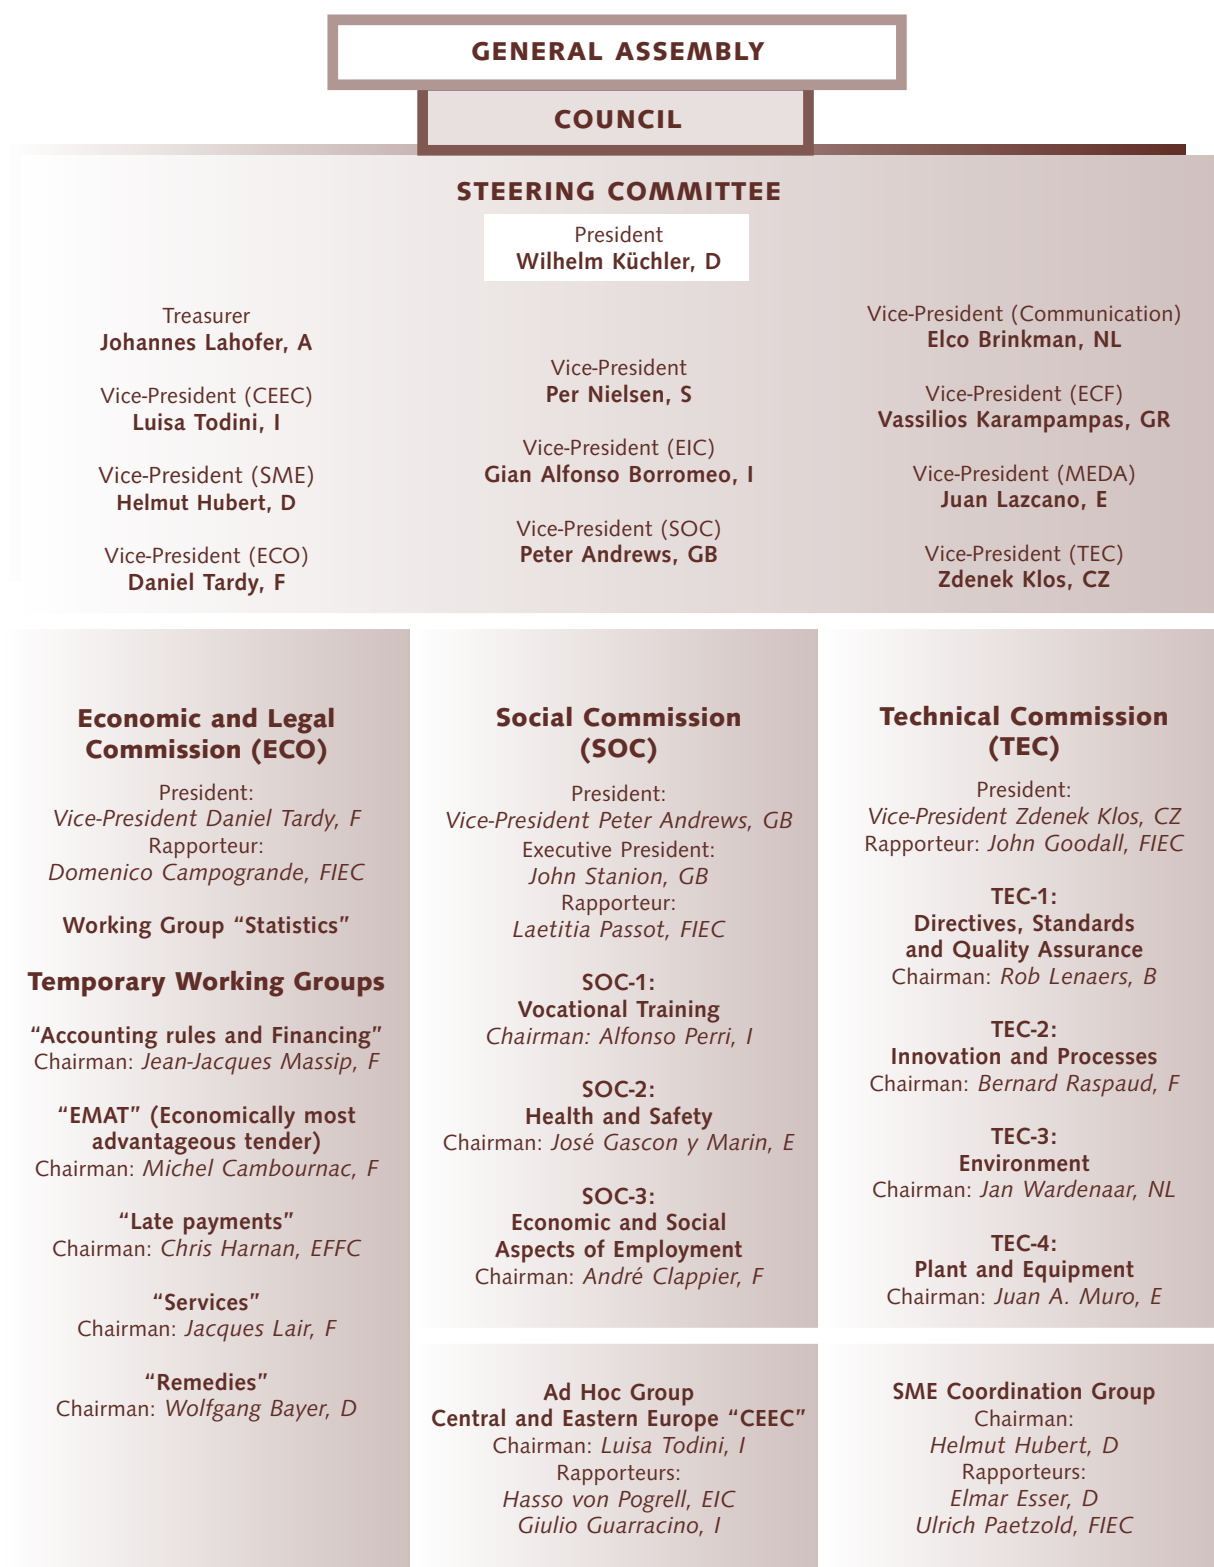 GENERAL ASSEMBLY
COUNCIL
STEERING COMMITTEE
President
Wilhelm Küchler, D
Treasurer
Johannes Lahofer, A
Vice-President (CEEC)
Luisa Todini, I
Vice-President (SME)
Helmut Hubert, D
Vice-President (ECO)
Daniel Tardy, F
Vice-President
Per Nielsen, S
Vice-President (EIC)
Gian Alfonso Borromeo, I
Vice-President (SOC)
Peter Andrews, GB
Vice-President (Communication)
Elco Brinkman, NL
Vice-President (ECF)
Vassilios Karampampas, GR
Vice-President (MEDA)
Juan Lazcano, E
Vice-President (TEC)
Zdenek Klos, CZ
Economic and Legal
Commission (ECO)
President:
Vice-President Daniel Tardy, F
Rapporteur:
Domenico Campogrande, FIEC
Working Group “Statistics”
Temporary Working Groups
“Accounting rules and Financing”
Chairman: Jean-Jacques Massip, F
“EMAT” (Economically most
advantageous tender)
Chairman: Michel Cambournac, F
“Late payments”
Chairman: Chris Harnan, EFFC
“Services”
Chairman: Jacques Lair, F
“Remedies”
Chairman: Wolfgang Bayer, D
Social Commission
(SOC)
President:
Vice-President Peter Andrews, GB
Executive President:
John Stanion, GB
Rapporteur:
Laetitia Passot, FIEC
SOC-1:
Vocational Training
Chairman: Alfonso Perri, I
SOC-2:
Health and Safety
Chairman: José Gascon y Marin, E
SOC-3:
Economic and Social
Aspects of Employment
Chairman: André Clappier, F
Technical Commission
(TEC)
President:
Vice-President Zdenek Klos, CZ
Rapporteur: John Goodall, FIEC
TEC-1:
Directives, Standards
and Quality Assurance
Chairman: Rob Lenaers, B
TEC-2:
Innovation and Processes
Chairman: Bernard Raspaud, F
TEC-3:
Environment
Chairman: Jan Wardenaar, NL
TEC-4:
Plant and Equipment
Chairman: Juan A. Muro, E
Ad Hoc Group
Central and Eastern Europe “CEEC”
Chairman: Luisa Todini, I
Rapporteurs:
Hasso von Pogrell, EIC
Giulio Guarracino, I
SME Coordination Group
Chairman:
Helmut Hubert, D
Rapporteurs:
Elmar Esser, D
Ulrich Paetzold, FIEC